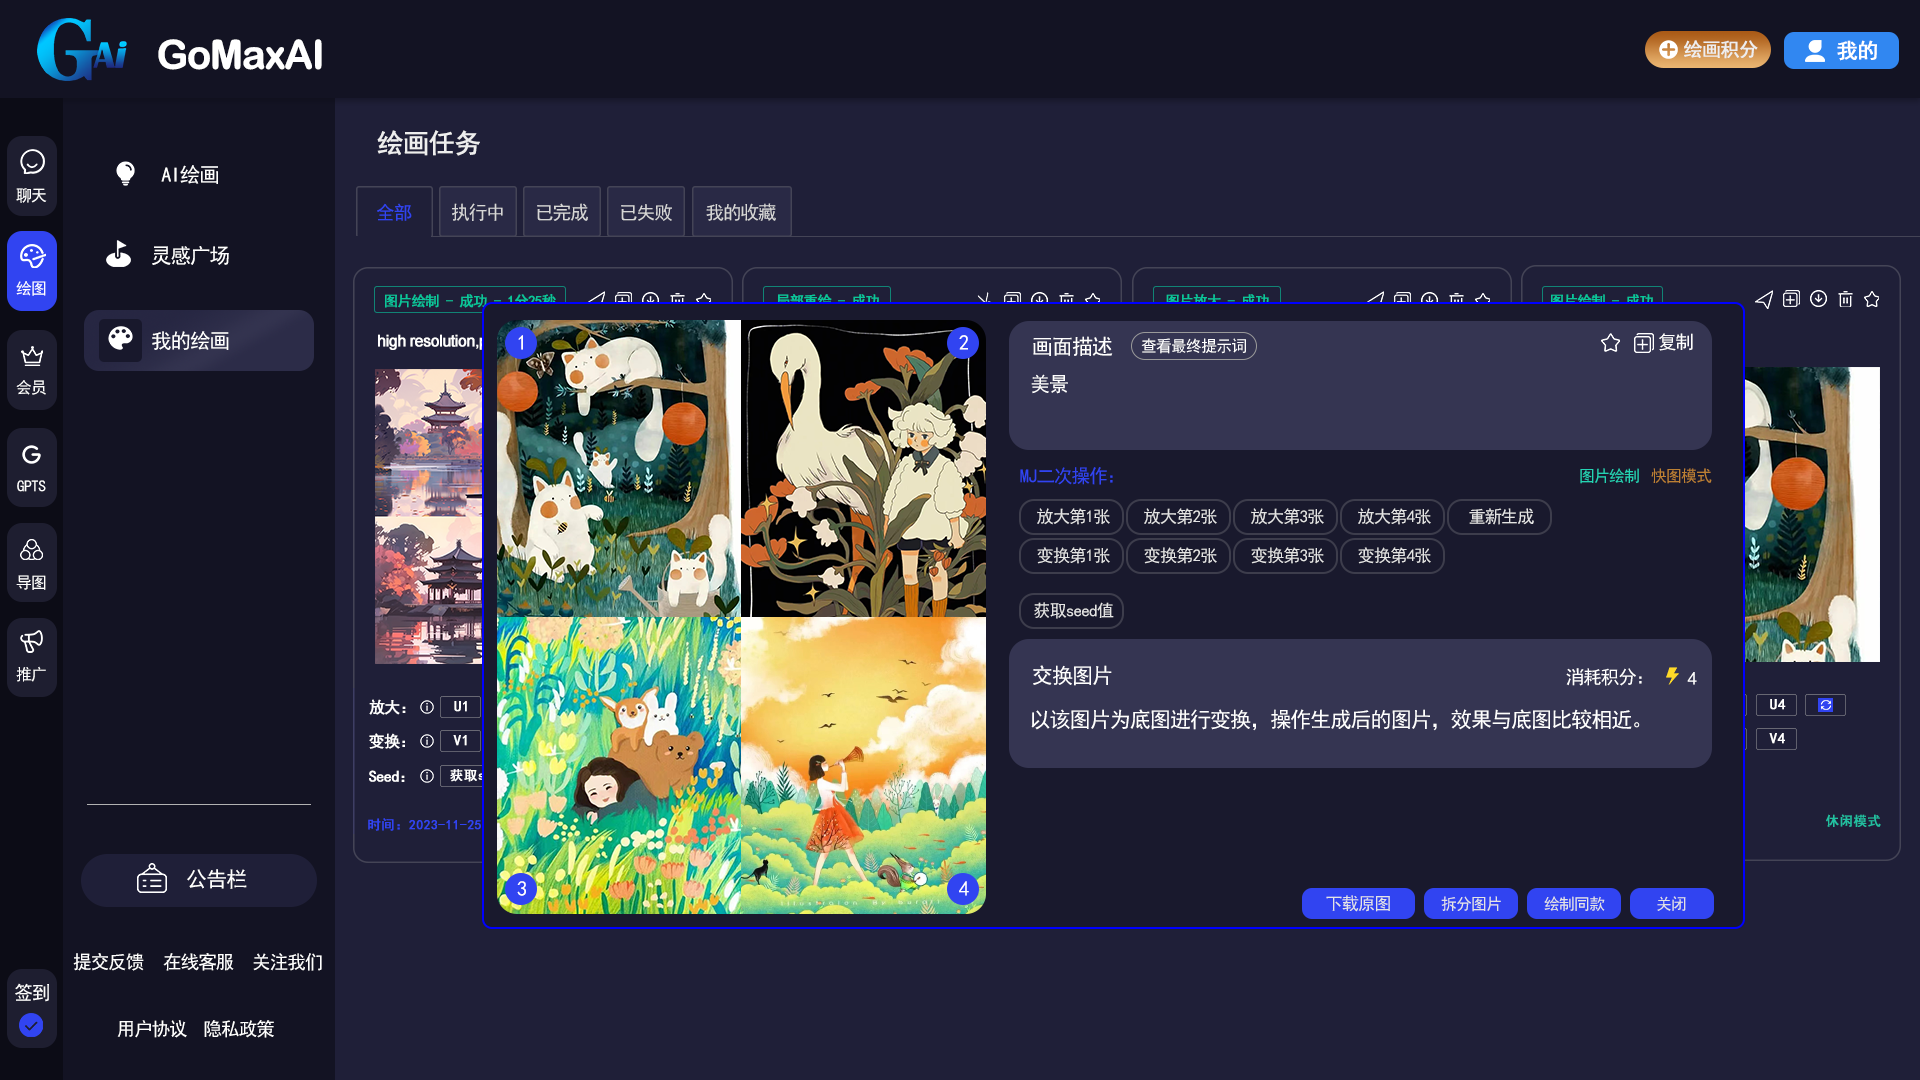 GAi GoMaxAI
绘画积分
我的
聊天
绘图
会员
GPTS
导图
推广
签到
AI绘画
灵感广场
我的绘画
公告栏
提交反馈 在线客服 关注我们
用户协议 隐私政策
绘画任务
全部 执行中 已完成 已失败 我的收藏
图片绘制 - 成功 - 1分25秒
局部重绘 - 成功
图片放大 - 成功
图片绘制 - 成功
high resolution,
放大： U1
变换： V1
Seed： 获取
时间：2023-11-25
1
2
3
4
画面描述 查看最终提示词 复制
美景
MJ二次操作： 图片绘制 快图模式
放大第1张 放大第2张 放大第3张 放大第4张 重新生成
变换第1张 变换第2张 变换第3张 变换第4张
获取seed值
交换图片 消耗积分： 4
以该图片为底图进行变换，操作生成后的图片，效果与底图比较相近。
下载原图 拆分图片 绘制同款 关闭
U4
V4
休闲模式